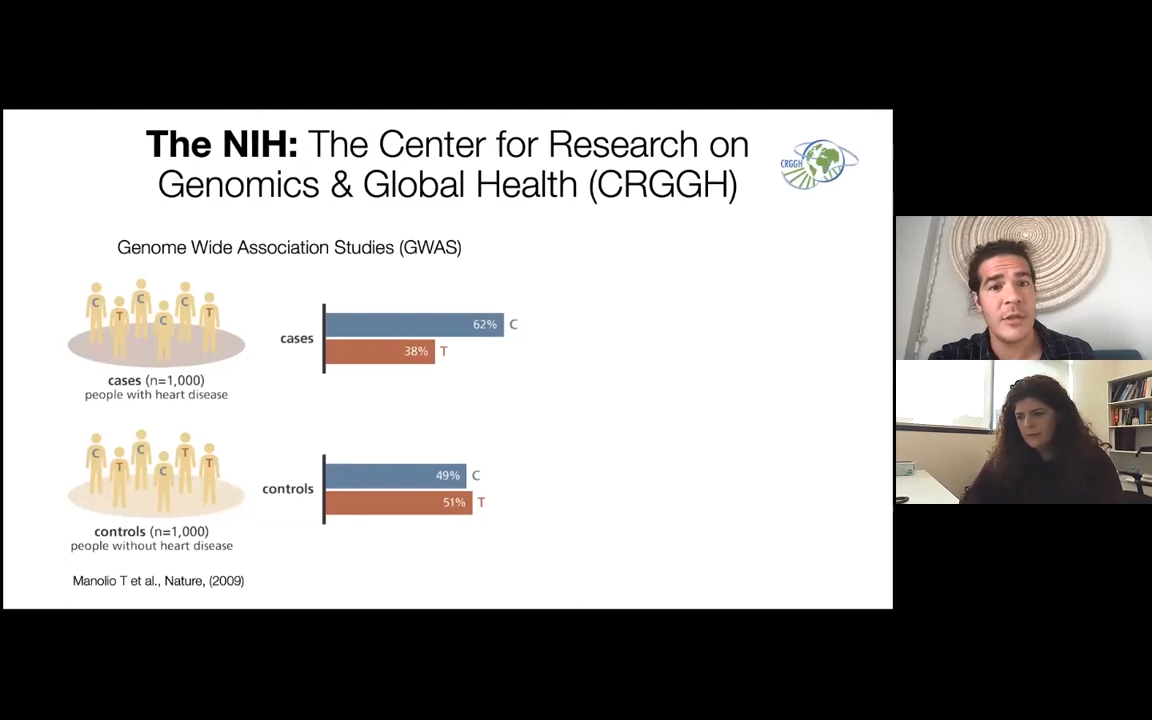 The NIH: The Center for Research on
Genomics & Global Health (CRGGH)
CRGGH
Genome Wide Association Studies (GWAS)
C
T
C
C
C
T
cases (n=1,000)
people with heart disease
cases
62% C
38% T
C
T
C
C
T
T
controls (n=1,000)
people without heart disease
controls
49% C
51% T
Manolio T et al., Nature, (2009)